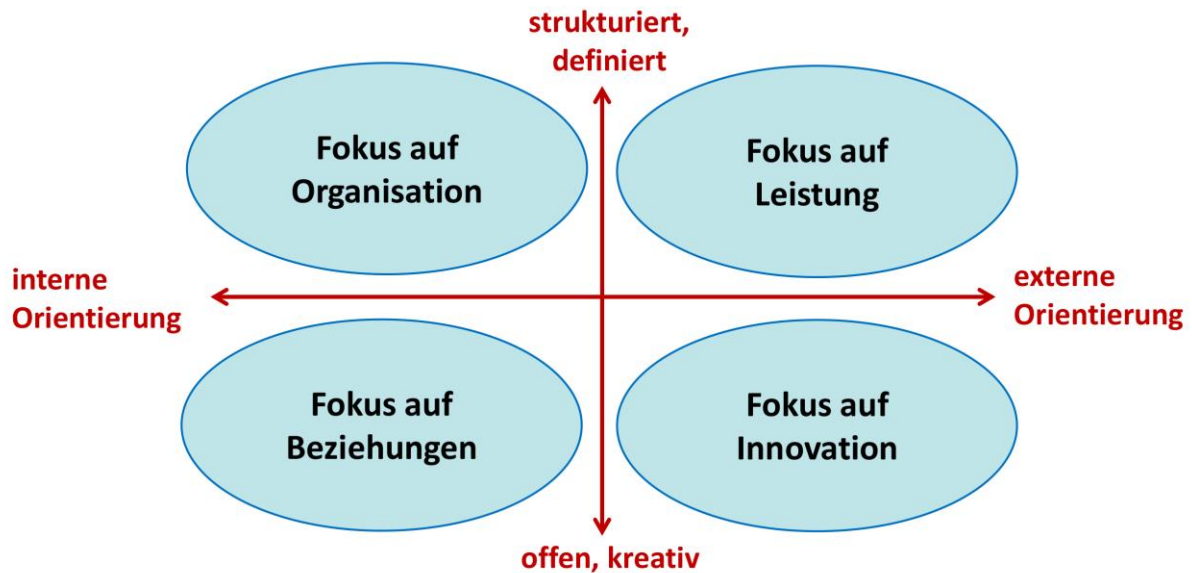 strukturiert,
definiert
Fokus auf
Organisation
Fokus auf
Leistung
interne
Orientierung
externe
Orientierung
Fokus auf
Beziehungen
Fokus auf
Innovation
offen, kreativ